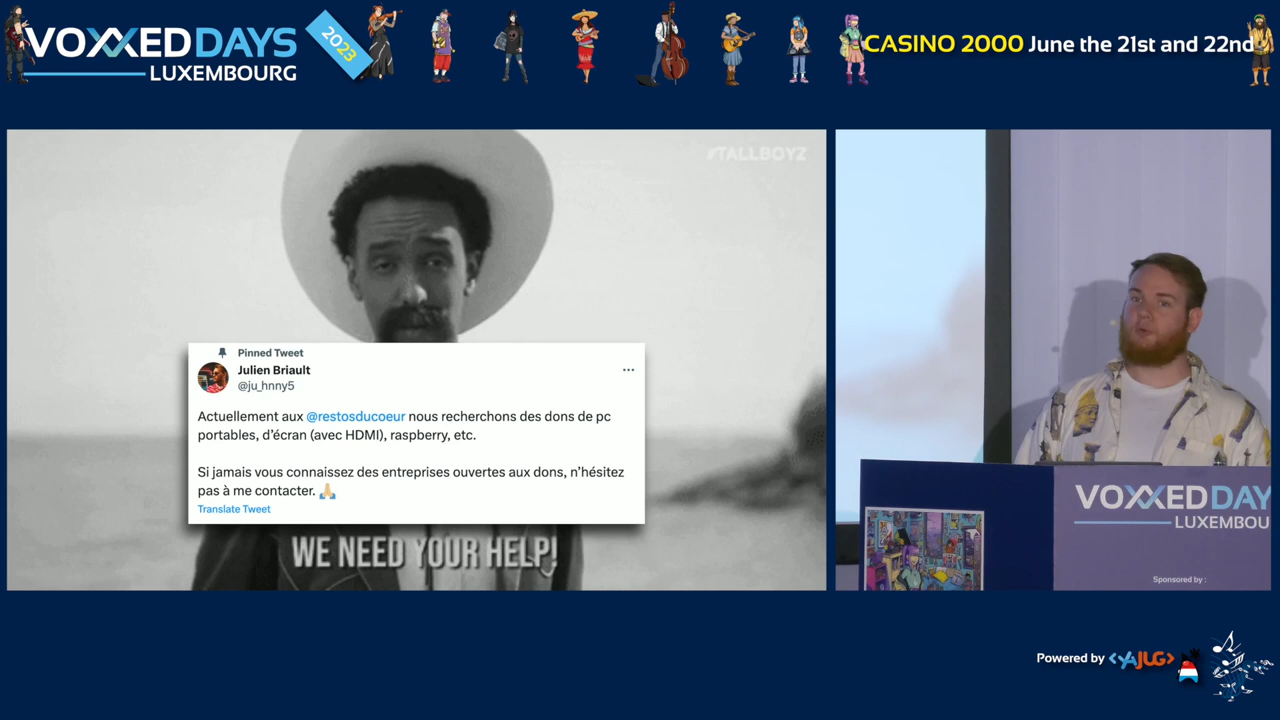 VOXXED DAYS
2023
LUXEMBOURG
CASINO 2000 June the 21st and 22nd
#TALLBOYZ
Pinned Tweet
Julien Briault
@ju_hnny5
Actuellement aux @restosducoeur nous recherchons des dons de pc
portables, d'écran (avec HDMI), raspberry, etc.
Si jamais vous connaissez des entreprises ouvertes aux dons, n'hésitez
pas à me contacter. 🙏
Translate Tweet
WE NEED YOUR HELP!
VOXXED DAY
LUXEMBOU
Sponsored by :
Powered by <YAJUG>